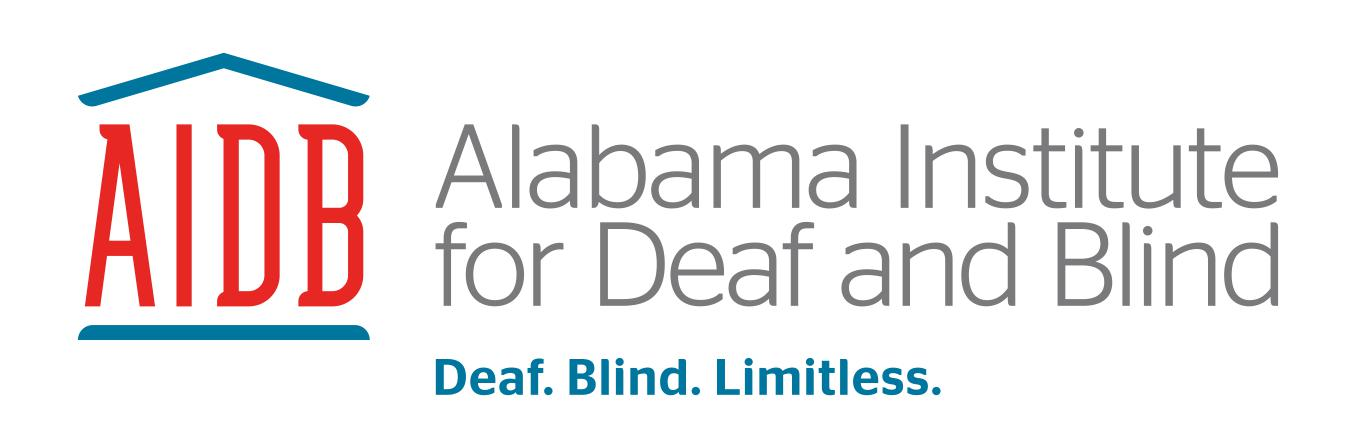 AIDB
Alabama Institute
for Deaf and Blind
Deaf. Blind. Limitless.